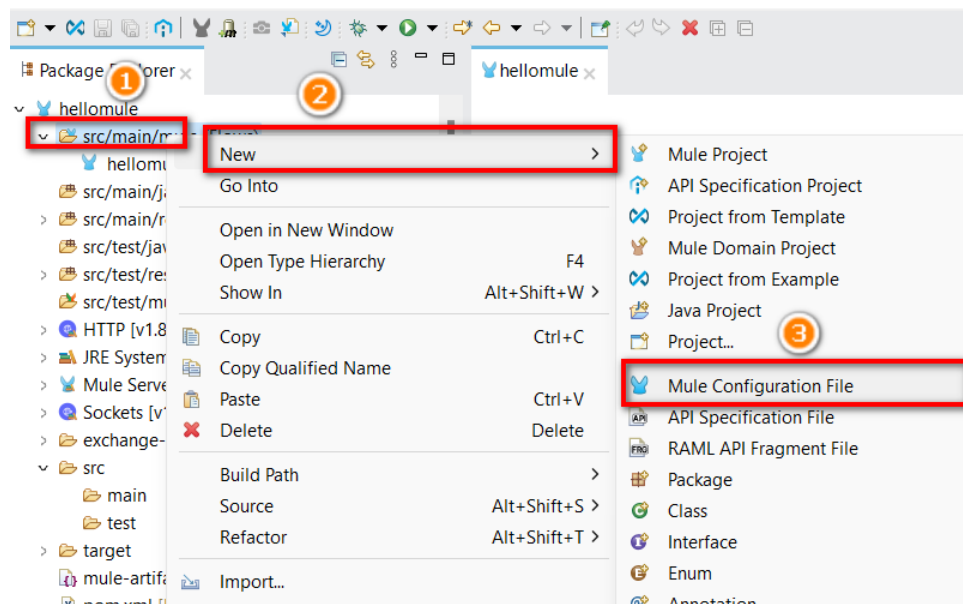 Package
orer
hellomule
1
2
hellomule
src/main/m
New
hellomu
Go Into
src/main/ja
src/main/r
Open in New Window
src/test/jav
Open Type Hierarchy F4
src/test/res
Show In Alt+Shift+W
src/test/mu
HTTP [v1.8
Copy Ctrl+C
JRE System
Copy Qualified Name
Mule Serve
Paste Ctrl+V
Sockets [v1
Delete Delete
exchange-
src
Build Path
main
Source Alt+Shift+S
test
Refactor Alt+Shift+T
target
mule-artifa
Import...
Mule Project
API Specification Project
Project from Template
Mule Domain Project
Project from Example
Java Project
Project...
3
Mule Configuration File
API
API Specification File
FRG
RAML API Fragment File
Package
Class
Interface
Enum
Annotation